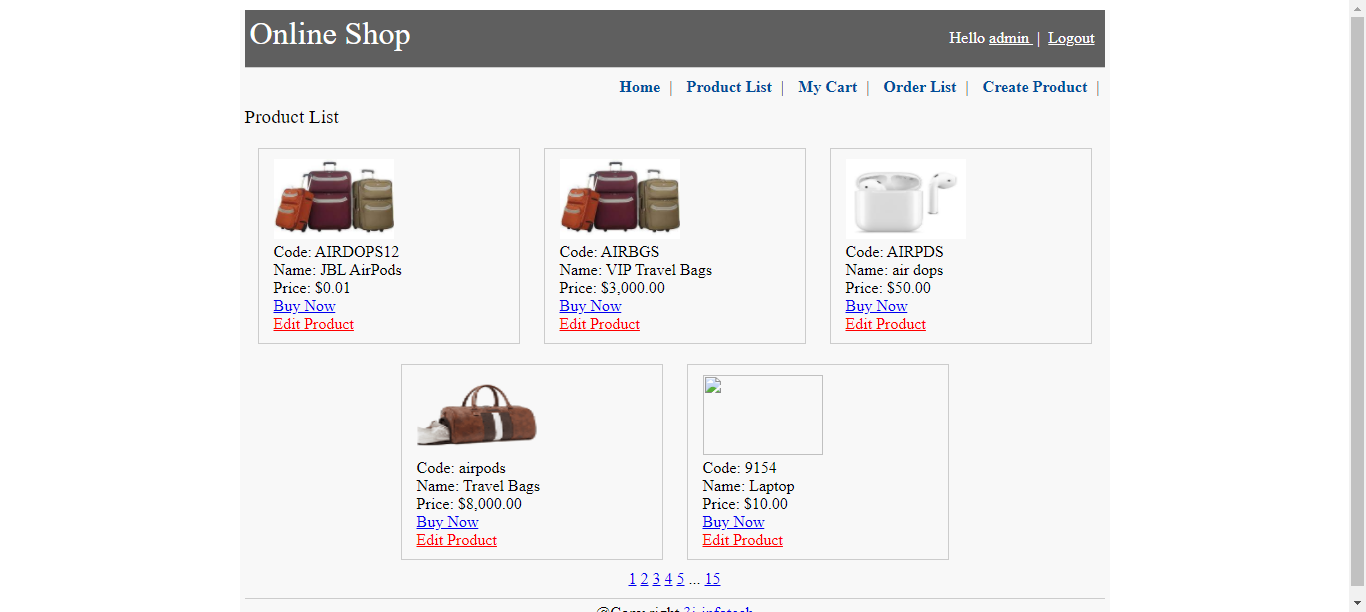 Online Shop
Hello admin | Logout
Home | Product List | My Cart | Order List | Create Product |
Product List
Code: AIRDOPS12
Name: JBL AirPods
Price: $0.01
Buy Now
Edit Product
Code: AIRBGS
Name: VIP Travel Bags
Price: $3,000.00
Buy Now
Edit Product
Code: AIRPDS
Name: air dops
Price: $50.00
Buy Now
Edit Product
Code: airpods
Name: Travel Bags
Price: $8,000.00
Buy Now
Edit Product
Code: 9154
Name: Laptop
Price: $10.00
Buy Now
Edit Product
1 2 3 4 5 ... 15
@Copyright 3i-infotech